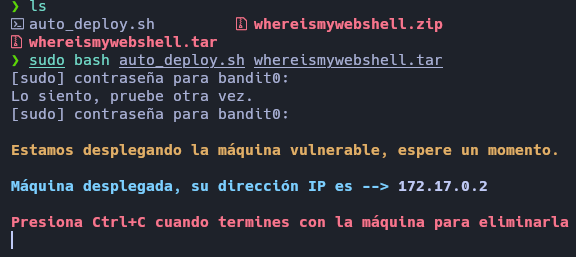 ❯ ls
auto_deploy.sh whereismywebshell.zip
whereismywebshell.tar
❯ sudo bash auto_deploy.sh whereismywebshell.tar
[sudo] contraseña para bandit0:
Lo siento, pruebe otra vez.
[sudo] contraseña para bandit0:
Estamos desplegando la máquina vulnerable, espere un momento.
Máquina desplegada, su dirección IP es --> 172.17.0.2
Presiona Ctrl+C cuando termines con la máquina para eliminarla